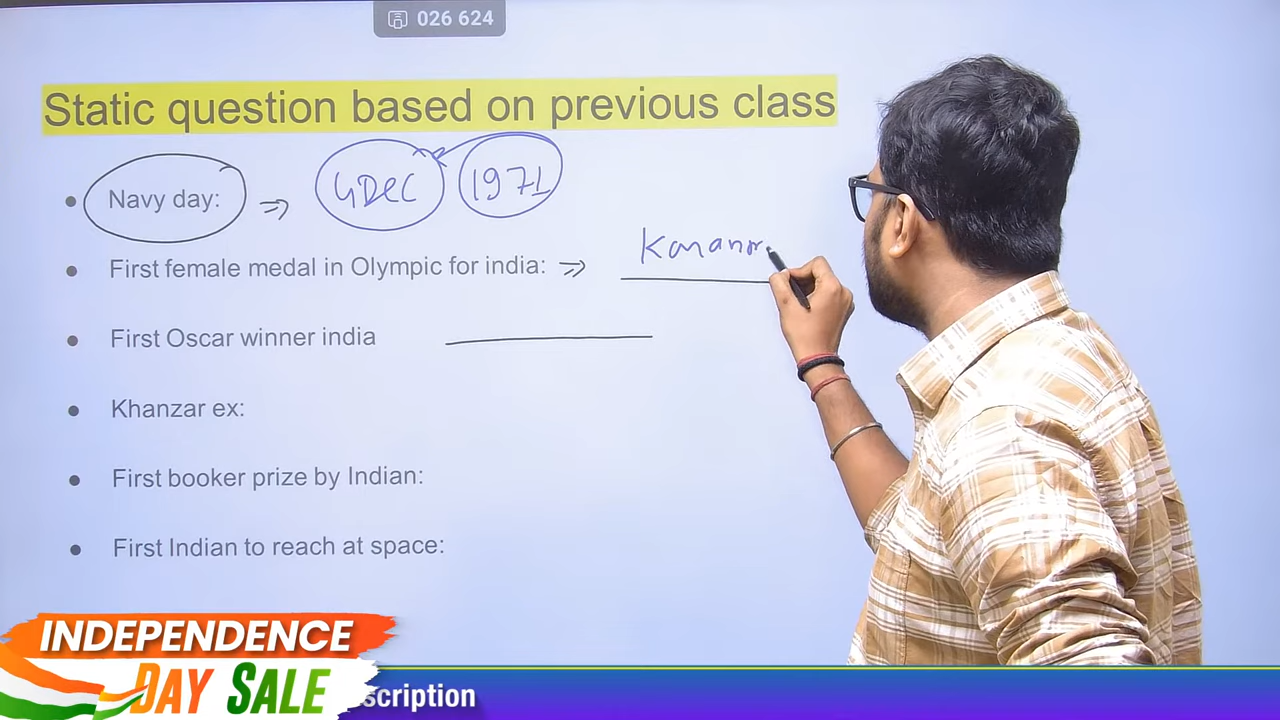 026 624
Static question based on previous class
Navy day: => 4 Dec 1971
First female medal in Olympic for india: =>
First Oscar winner india
Khanzar ex:
First booker prize by Indian:
First Indian to reach at space:
INDEPENDENCE
DAY SALE
scription